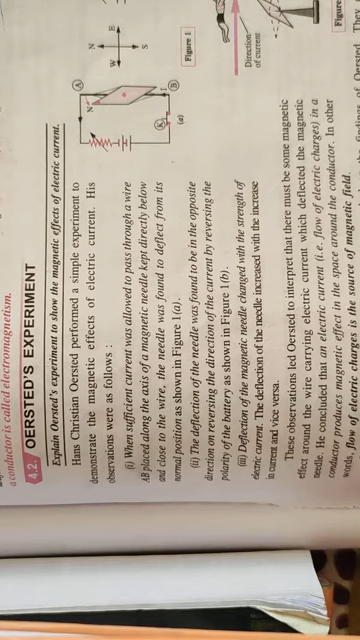 a conductor is called electromagnetism.
4.2. OERSTED'S EXPERIMENT
Explain Oersted's experiment to show the magnetic effects of electric current.
Hans Christian Oersted performed a simple experiment to
demonstrate the magnetic effects of electric current. His
observations were as follows :
(i) When sufficient current was allowed to pass through a wire
AB placed along the axis of a magnetic needle kept directly below
and close to the wire, the needle was found to deflect from its
normal position as shown in Figure 1(a).
(ii) The deflection of the needle was found to be in the opposite
direction on reversing the direction of the current by reversing the
polarity of the battery as shown in Figure 1(b).
(iii) Deflection of the magnetic needle changed with the strength of
electric current. The deflection of the needle increased with the increase
in current and vice versa.
These observations led Oersted to interpret that there must be some magnetic
effect around the wire carrying electric current which deflected the magnetic
needle. He concluded that an electric current (i.e. flow of electric charges) in a
conductor produces magnetic effect in the space around the conductor. In other
words, flow of electric charges is the source of magnetic field.
N
E
S
W
A
B
N
I
K
(a)
Figure 1
Direction
of current
Figure
findings of Oersted They